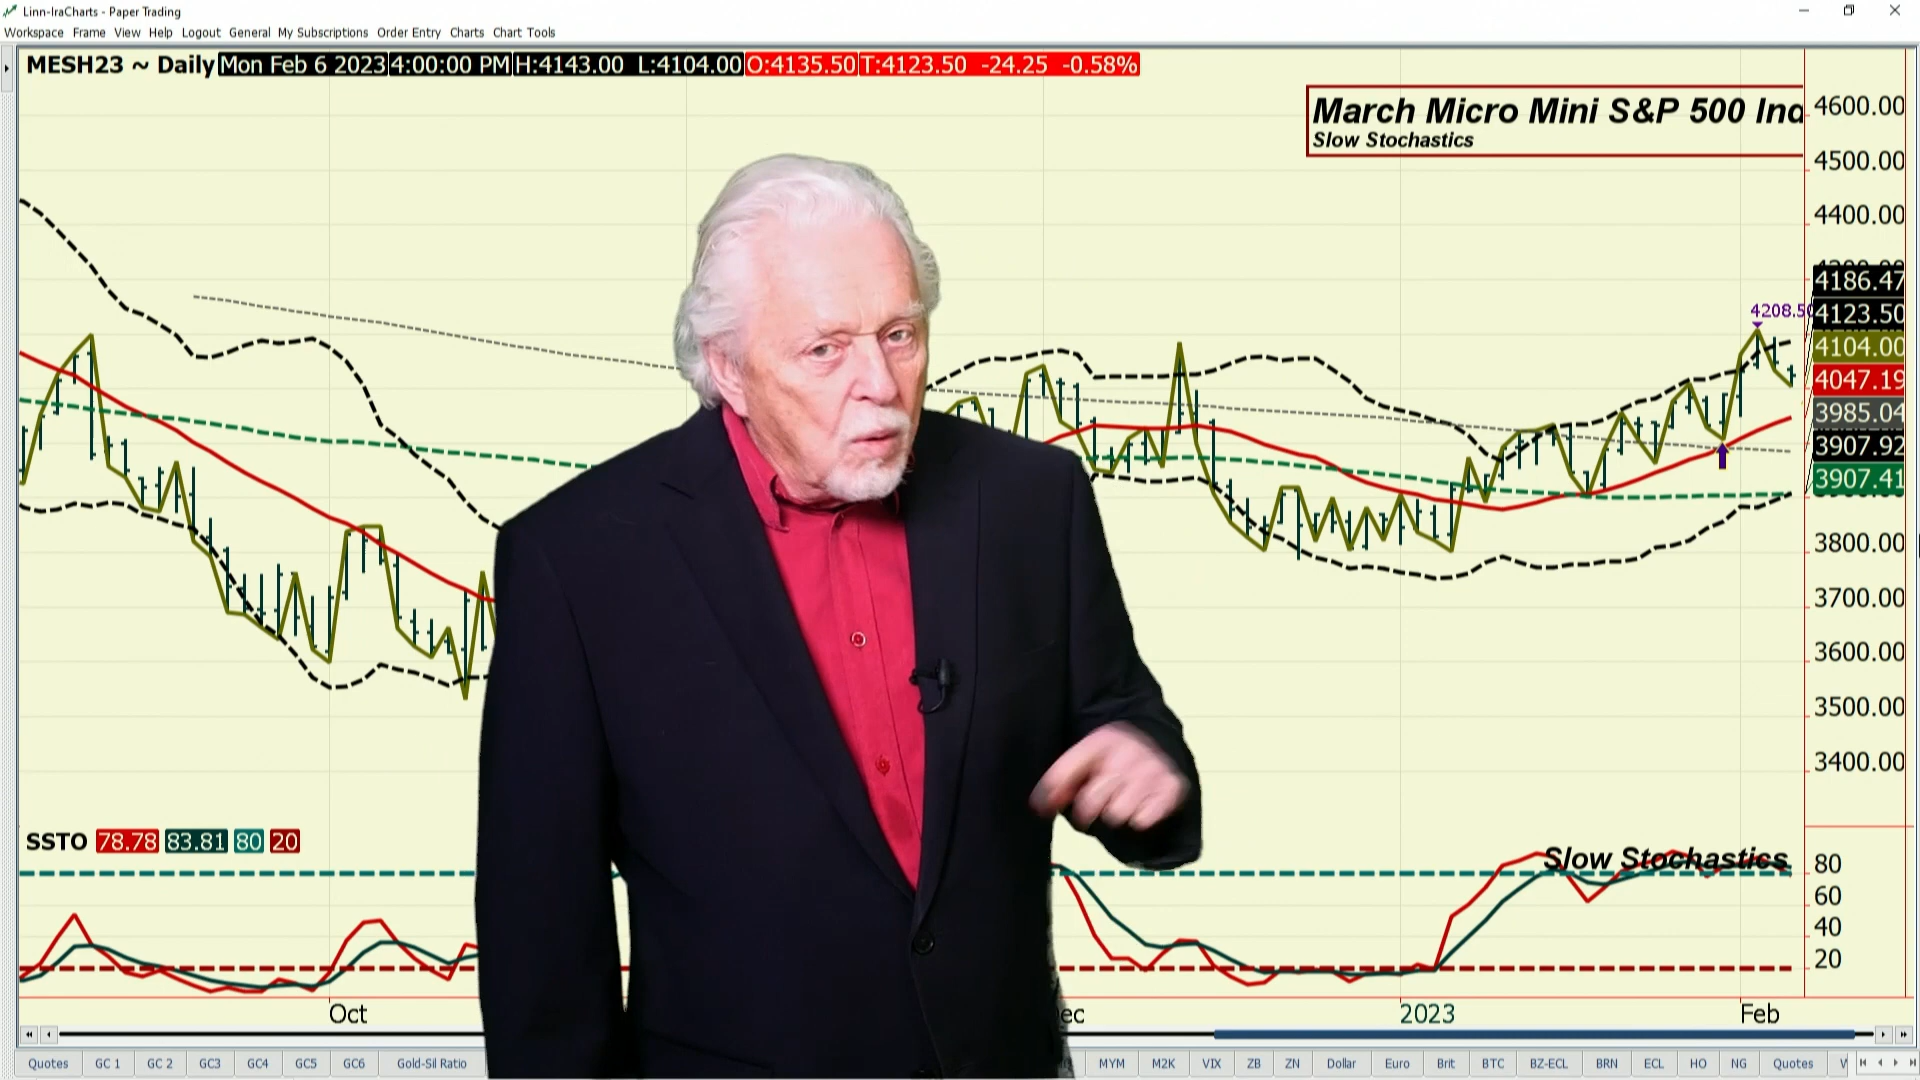 Linn-IraCharts - Paper Trading
Workspace Frame View Help Logout General My Subscriptions Order Entry Charts Chart Tools
MESH23 ~ Daily Mon Feb 6 2023 4:00:00 PM H:4143.00 L:4104.00 O:4135.50 T:4123.50 -24.25 -0.58%
March Micro Mini S&P 500 Ind
Slow Stochastics
4600.00
4500.00
4400.00
4186.47
4208.50
4123.50
4104.00
4047.19
3985.04
3907.92
3907.41
3800.00
3700.00
3600.00
3500.00
3400.00
SSTO 78.78 83.81 80 20
Slow Stochastics
80
60
40
20
Oct
ec
2023
Feb
Quotes GC 1 GC 2 GC3 GC4 GC5 GC6 Gold-Sil Ratio MYM M2K VIX ZB ZN Dollar Euro Brit BTC BZ-ECL BRN ECL HO NG Quotes